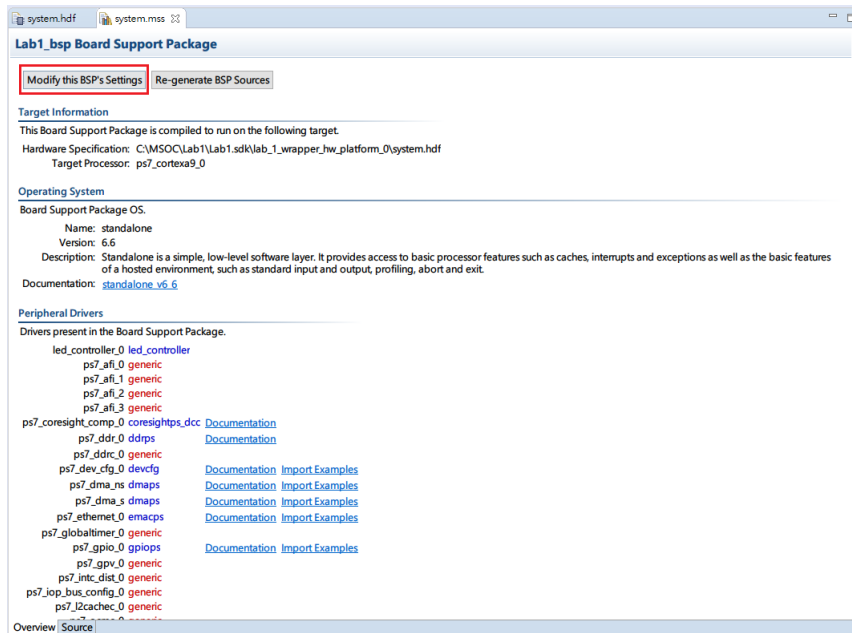 system.hdf system.mss
Lab1_bsp Board Support Package
Modify this BSP's Settings Re-generate BSP Sources
Target Information
This Board Support Package is compiled to run on the following target.
Hardware Specification: C:\MSOC\Lab1\Lab1.sdk\lab_1_wrapper_hw_platform_0\system.hdf
Target Processor: ps7_cortexa9_0
Operating System
Board Support Package OS.
Name: standalone
Version: 6.6
Description: Standalone is a simple, low-level software layer. It provides access to basic processor features such as caches, interrupts and exceptions as well as the basic features
of a hosted environment, such as standard input and output, profiling, abort and exit.
Documentation: standalone_v6_6
Peripheral Drivers
Drivers present in the Board Support Package.
led_controller_0 led_controller
ps7_afi_0 generic
ps7_afi_1 generic
ps7_afi_2 generic
ps7_afi_3 generic
ps7_coresight_comp_0 coresightps_dcc Documentation
ps7_ddr_0 ddrps Documentation
ps7_ddrc_0 generic
ps7_dev_cfg_0 devcfg Documentation Import Examples
ps7_dma_ns dmaps Documentation Import Examples
ps7_dma_s dmaps Documentation Import Examples
ps7_ethernet_0 emacps Documentation Import Examples
ps7_globaltimer_0 generic
ps7_gpio_0 gpiops Documentation Import Examples
ps7_gpv_0 generic
ps7_intc_dist_0 generic
ps7_iop_bus_config_0 generic
ps7_l2cachec_0 generic
Overview Source